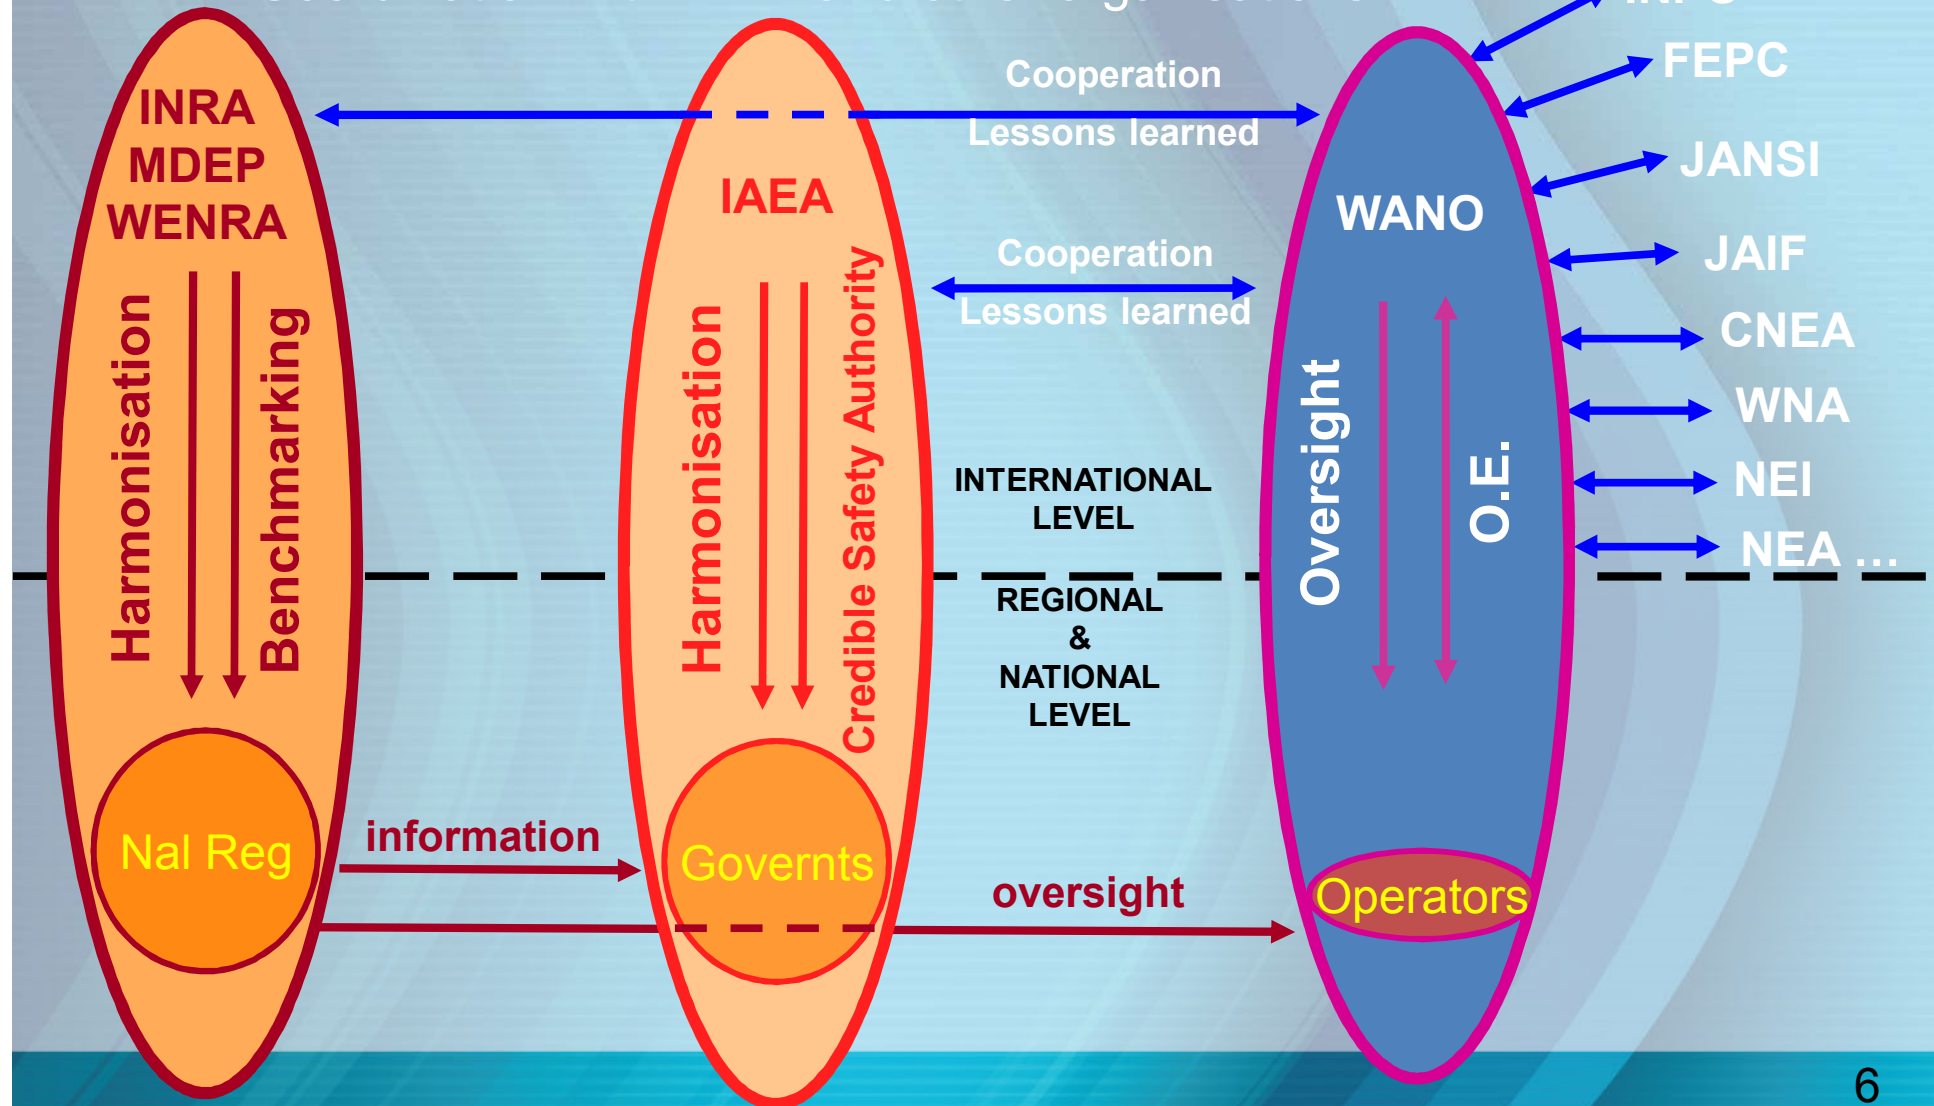 INRA
MDEP
WENRA
Harmonisation
Benchmarking
Nal Reg
information
IAEA
Harmonisation
Credible Safety Authority
Governts
Cooperation
Lessons learned
Cooperation
Lessons learned
INTERNATIONAL
LEVEL
REGIONAL
&
NATIONAL
LEVEL
oversight
WANO
Oversight
O.E.
Operators
FEPC
JANSI
JAIF
CNEA
WNA
NEI
NEA ...
6